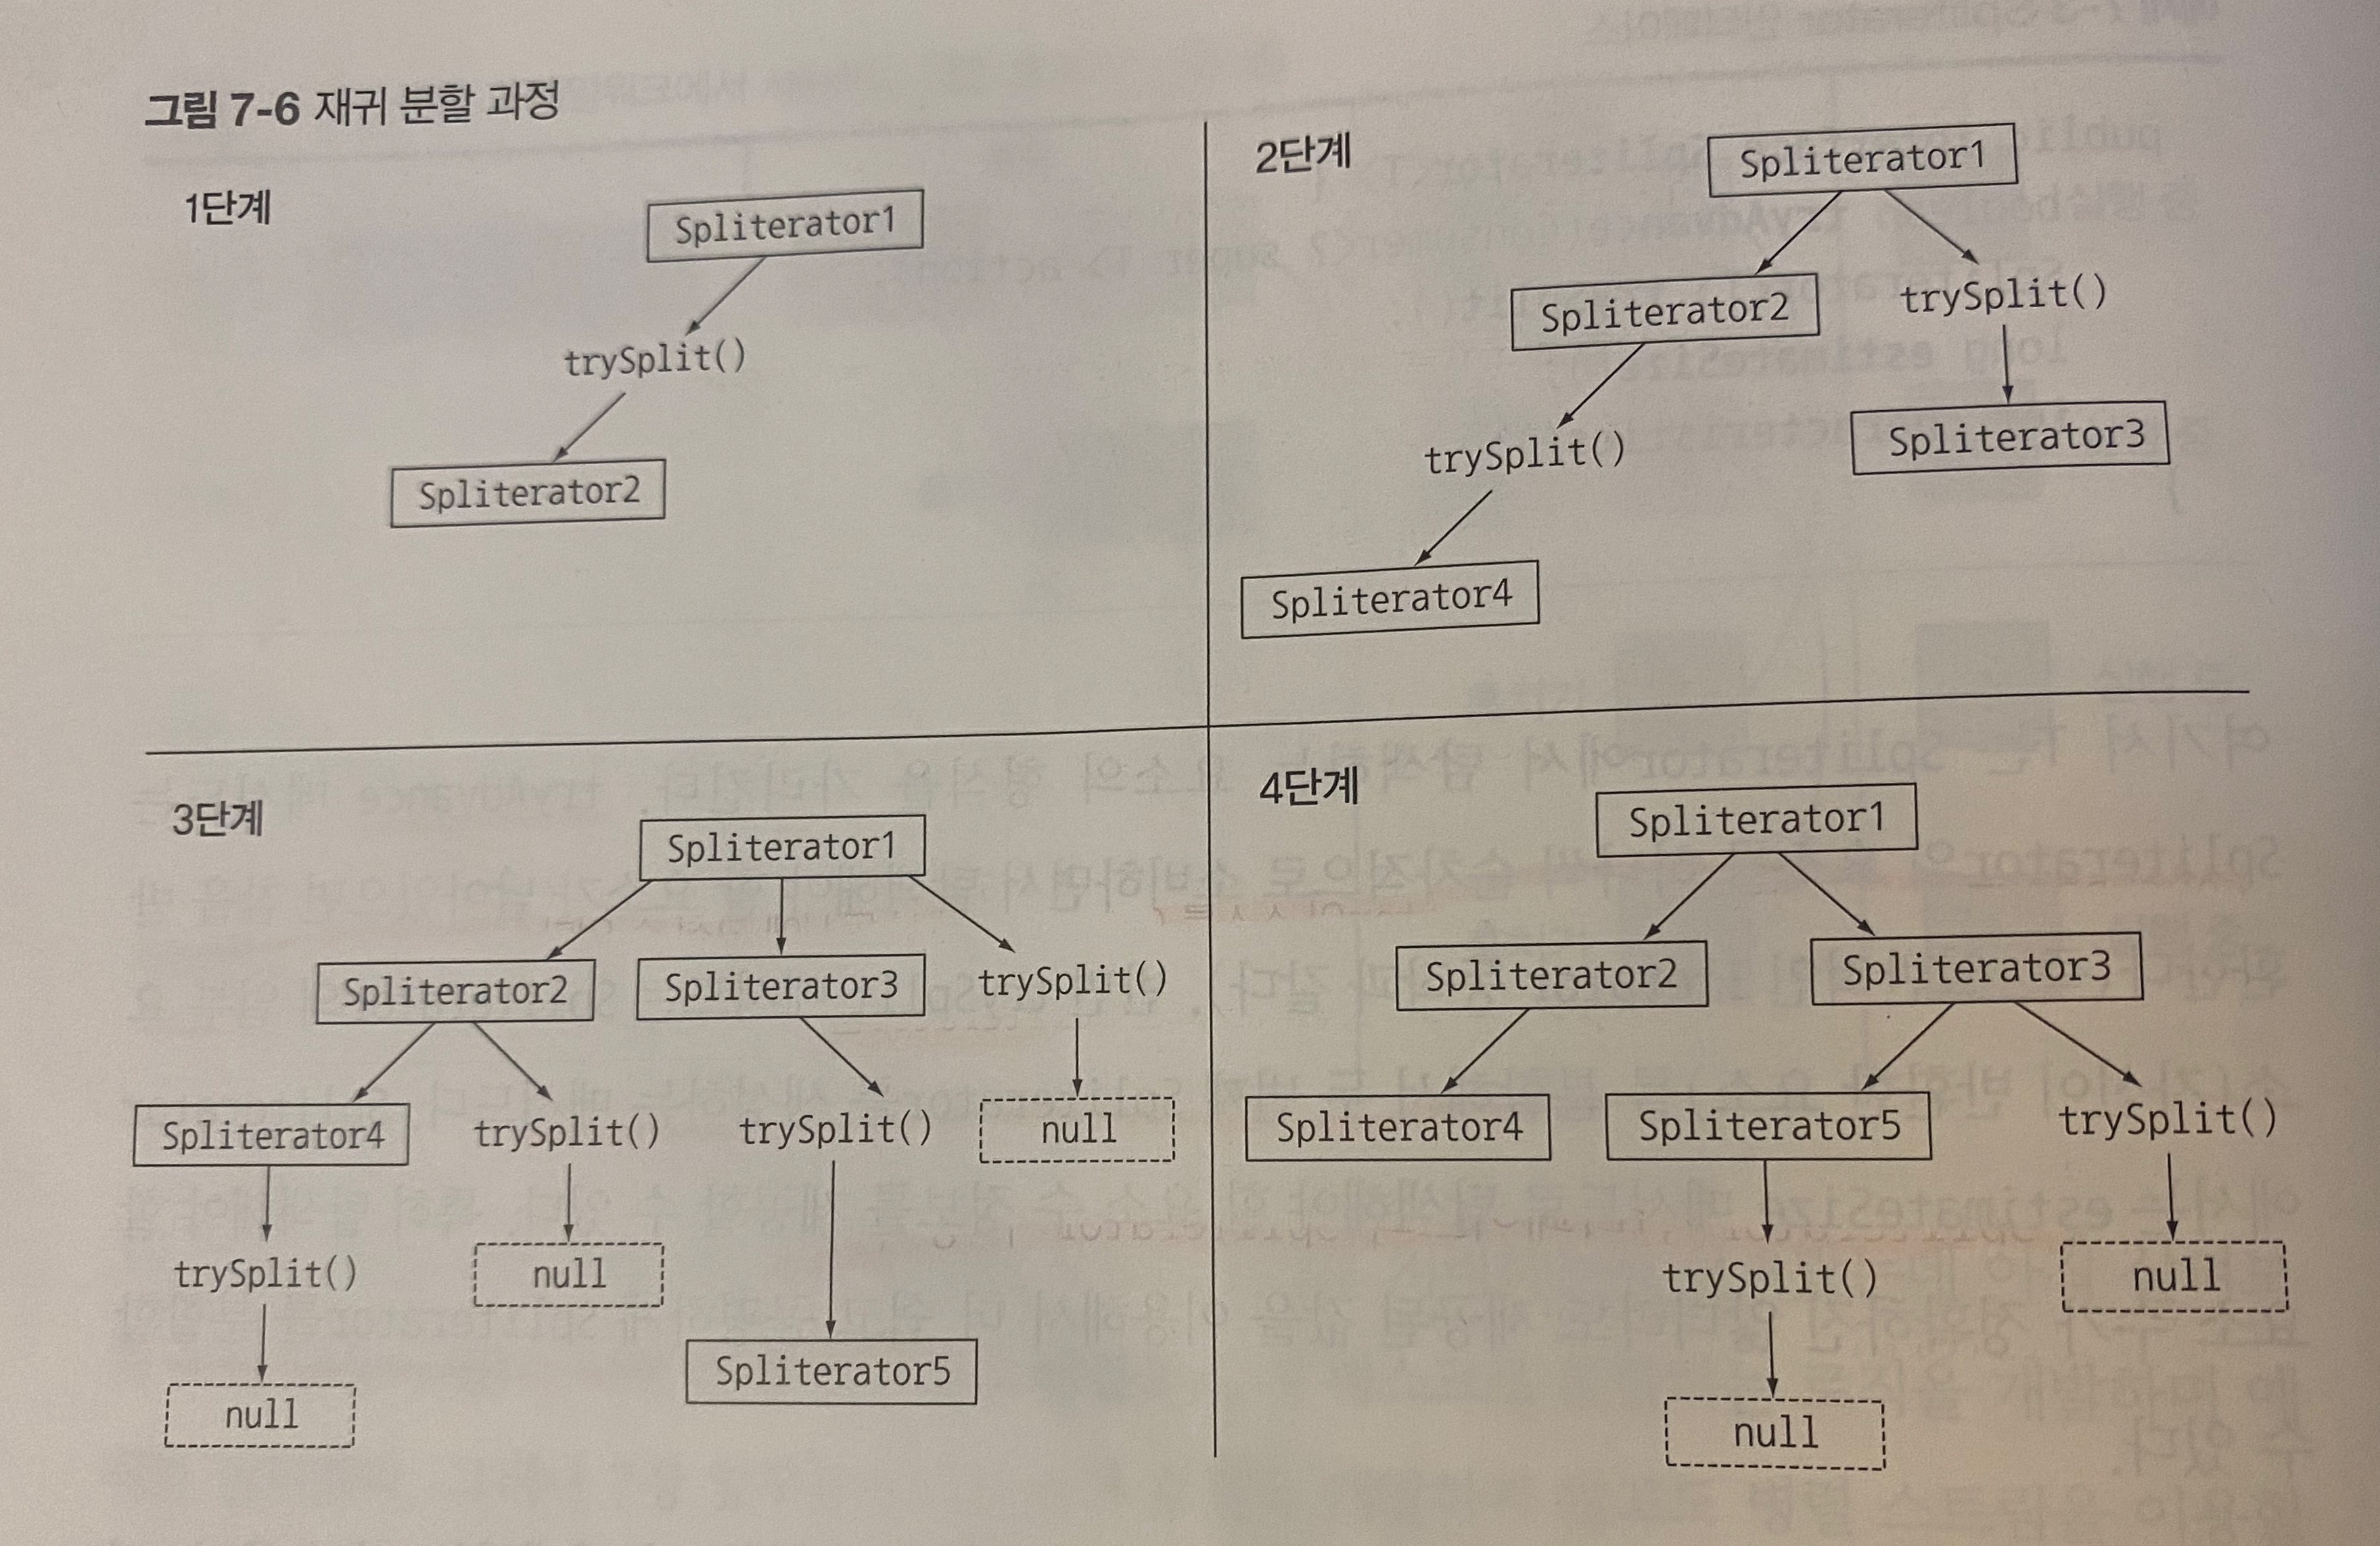 그림 7-6 재귀 분할 과정
1단계
Spliterator1
trySplit()
Spliterator2
2단계
Spliterator1
Spliterator2
trySplit()
trySplit()
Spliterator3
Spliterator4
3단계
Spliterator1
Spliterator2
Spliterator3
trySplit()
Spliterator4
trySplit()
trySplit()
null
trySplit()
null
Spliterator5
null
4단계
Spliterator1
Spliterator2
Spliterator3
Spliterator4
Spliterator5
trySplit()
trySplit()
null
null